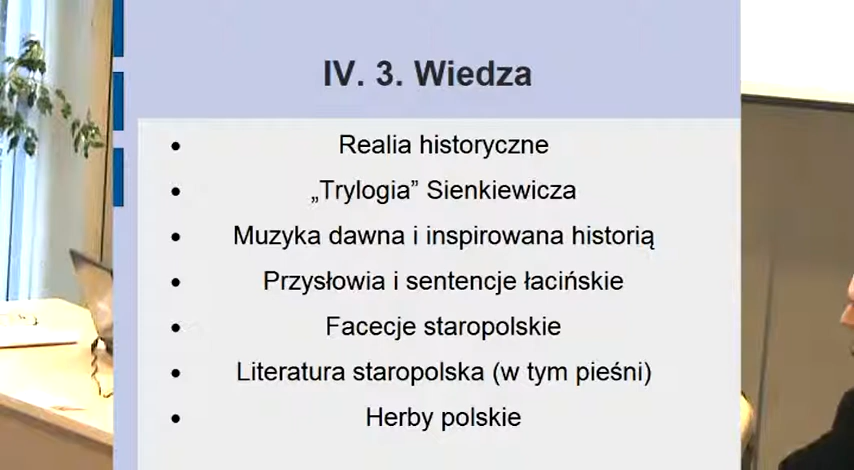 IV. 3. Wiedza
• Realia historyczne
• „Trylogia” Sienkiewicza
• Muzyka dawna i inspirowana historią
• Przysłowia i sentencje łacińskie
• Facecje staropolskie
• Literatura staropolska (w tym pieśni)
• Herby polskie